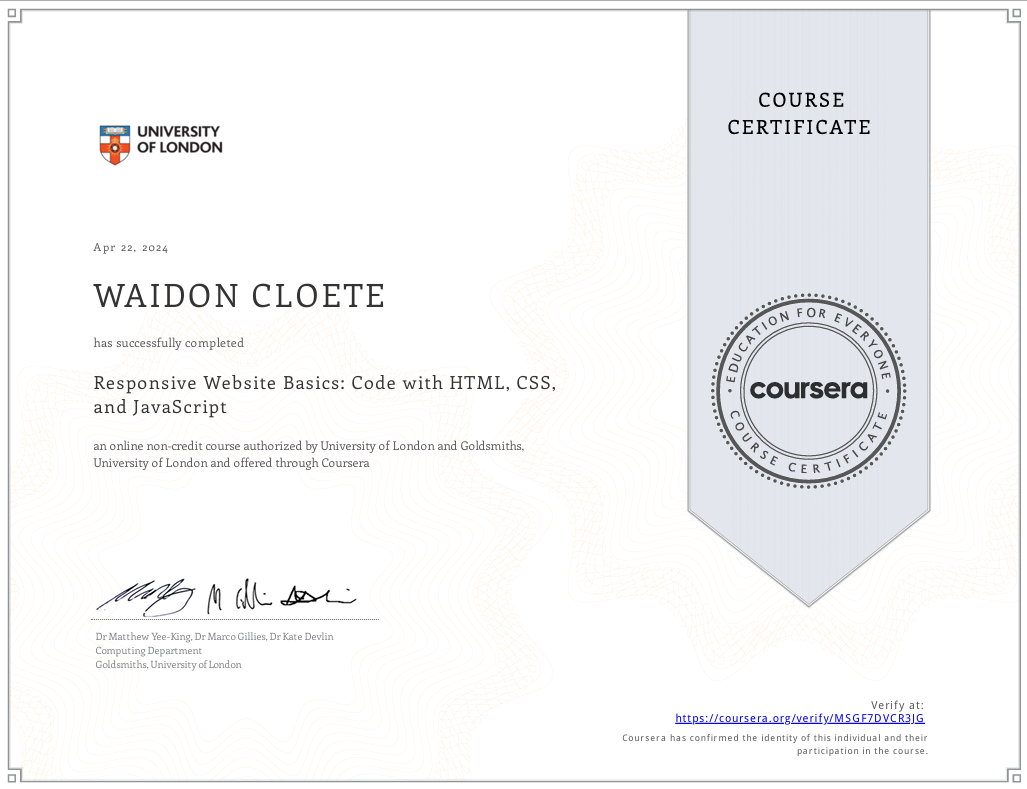 COURSE
CERTIFICATE
UNIVERSITY
OF LONDON
Apr 22, 2024
WAIDON CLOETE
has successfully completed
Responsive Website Basics: Code with HTML, CSS,
and JavaScript
an online non-credit course authorized by University of London and Goldsmiths,
University of London and offered through Coursera
EDUCATION FOR EVERYONE
coursera
COURSE CERTIFICATE
Dr Matthew Yee-King, Dr Marco Gillies, Dr Kate Devlin
Computing Department
Goldsmiths, University of London
Verify at:
https://coursera.org/verify/MSGF7DVCR3JG
Coursera has confirmed the identity of this individual and their
participation in the course.